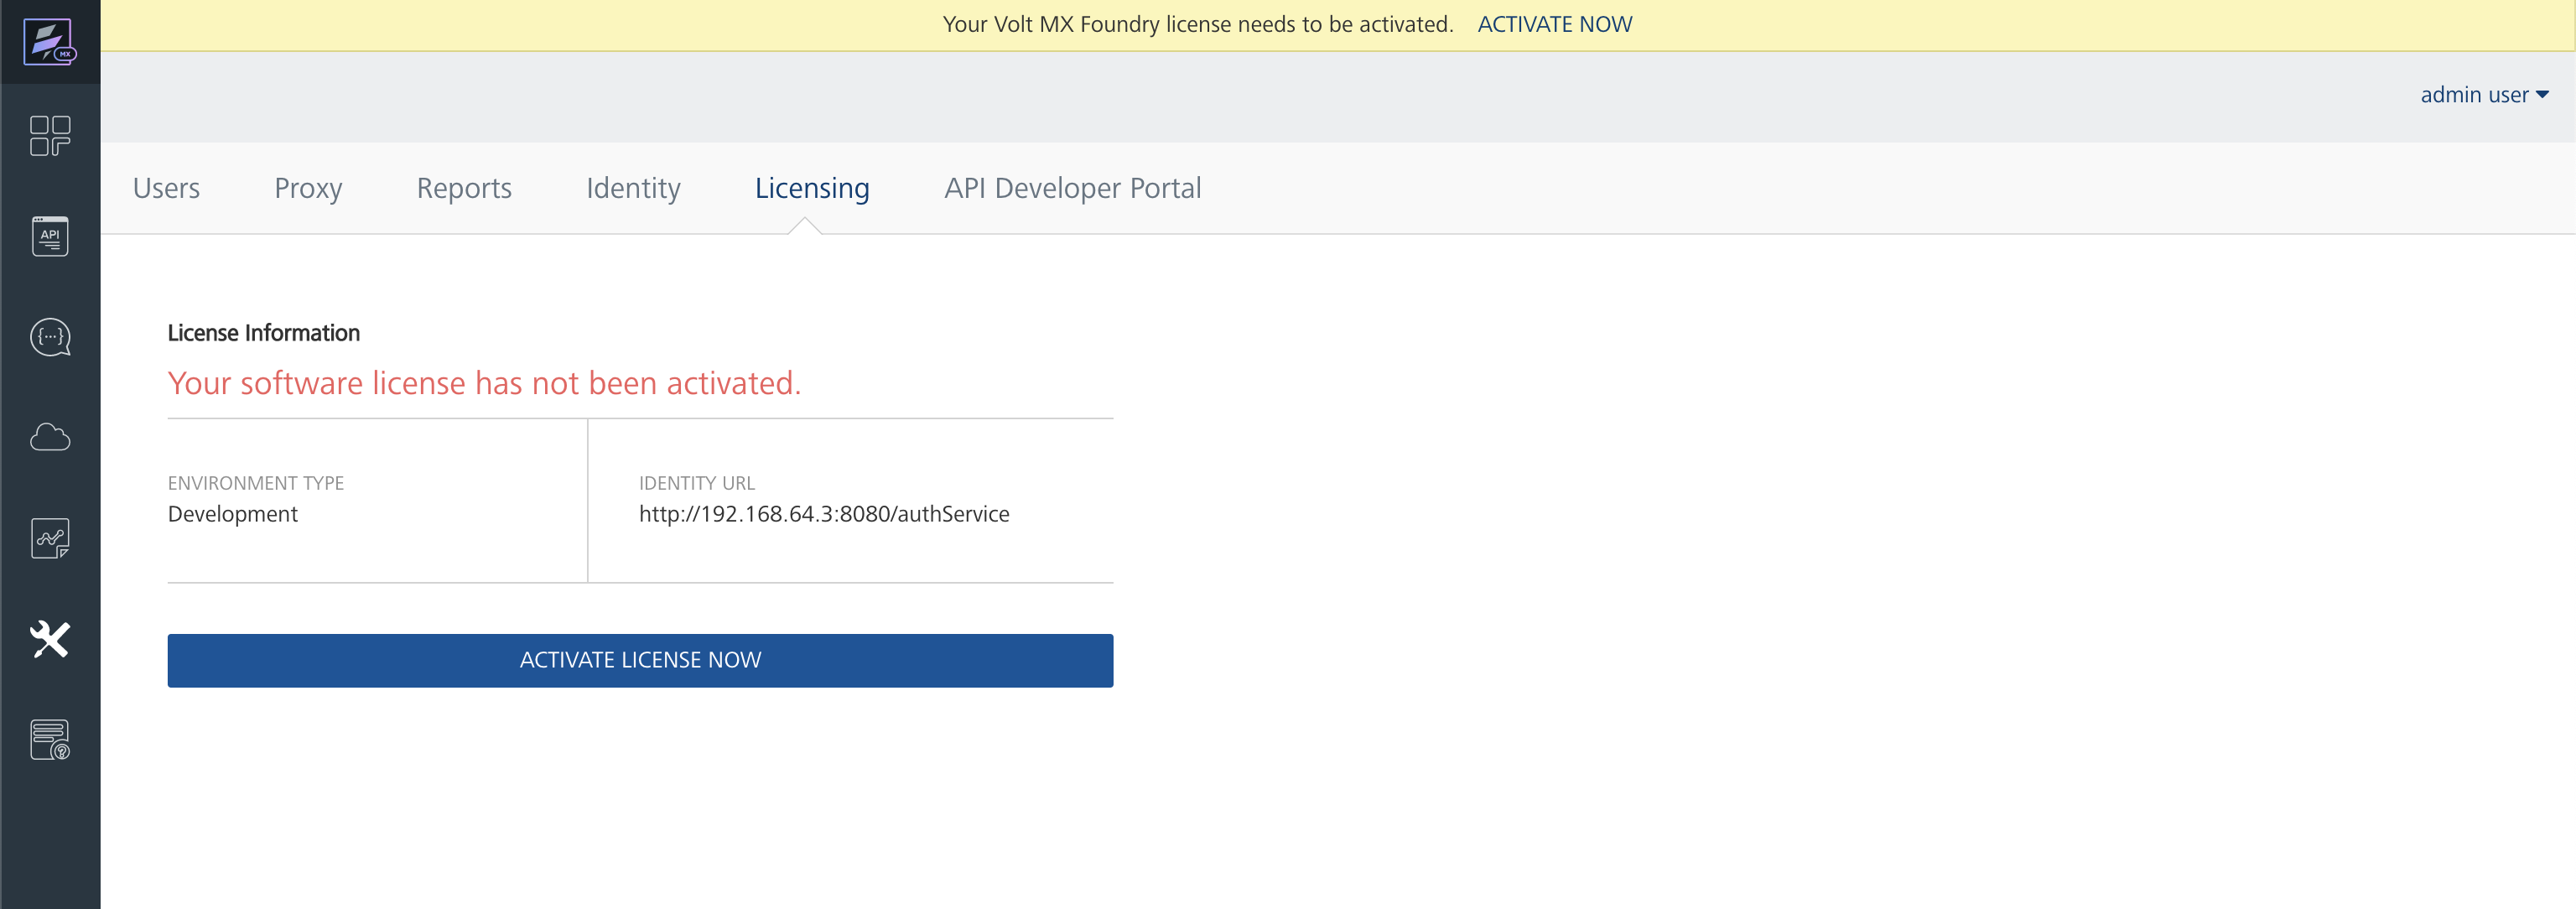 MX
Your Volt MX Foundry license needs to be activated. ACTIVATE NOW
admin user
Users Proxy Reports Identity Licensing API Developer Portal
API
{...}
License Information
Your software license has not been activated.
ENVIRONMENT TYPE
Development
IDENTITY URL
http://192.168.64.3:8080/authService
ACTIVATE LICENSE NOW
?